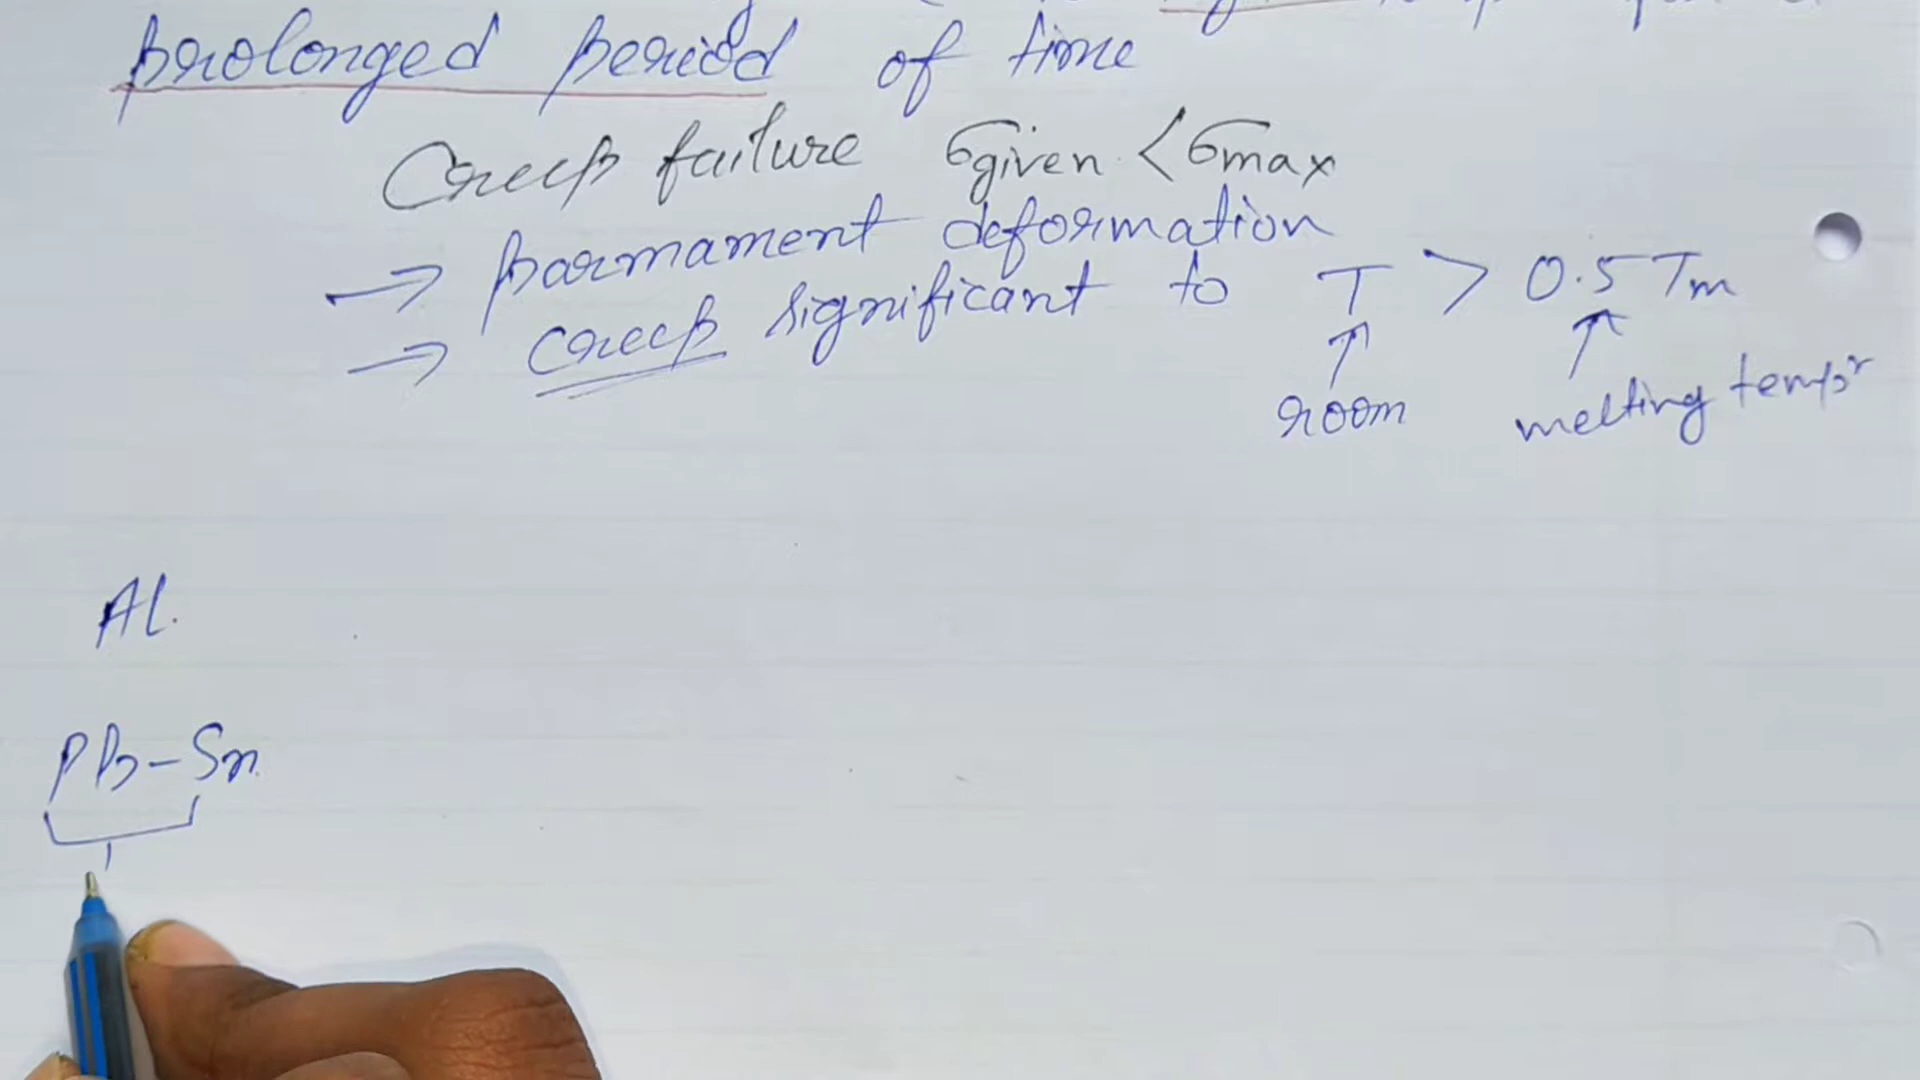 prolonged period of time
Creep failure σgiven < σmax
→ parmament deformation
→ creep significant to T > 0.5 Tm
↑ ↑
room melting tempr
Al.
PB-Sn